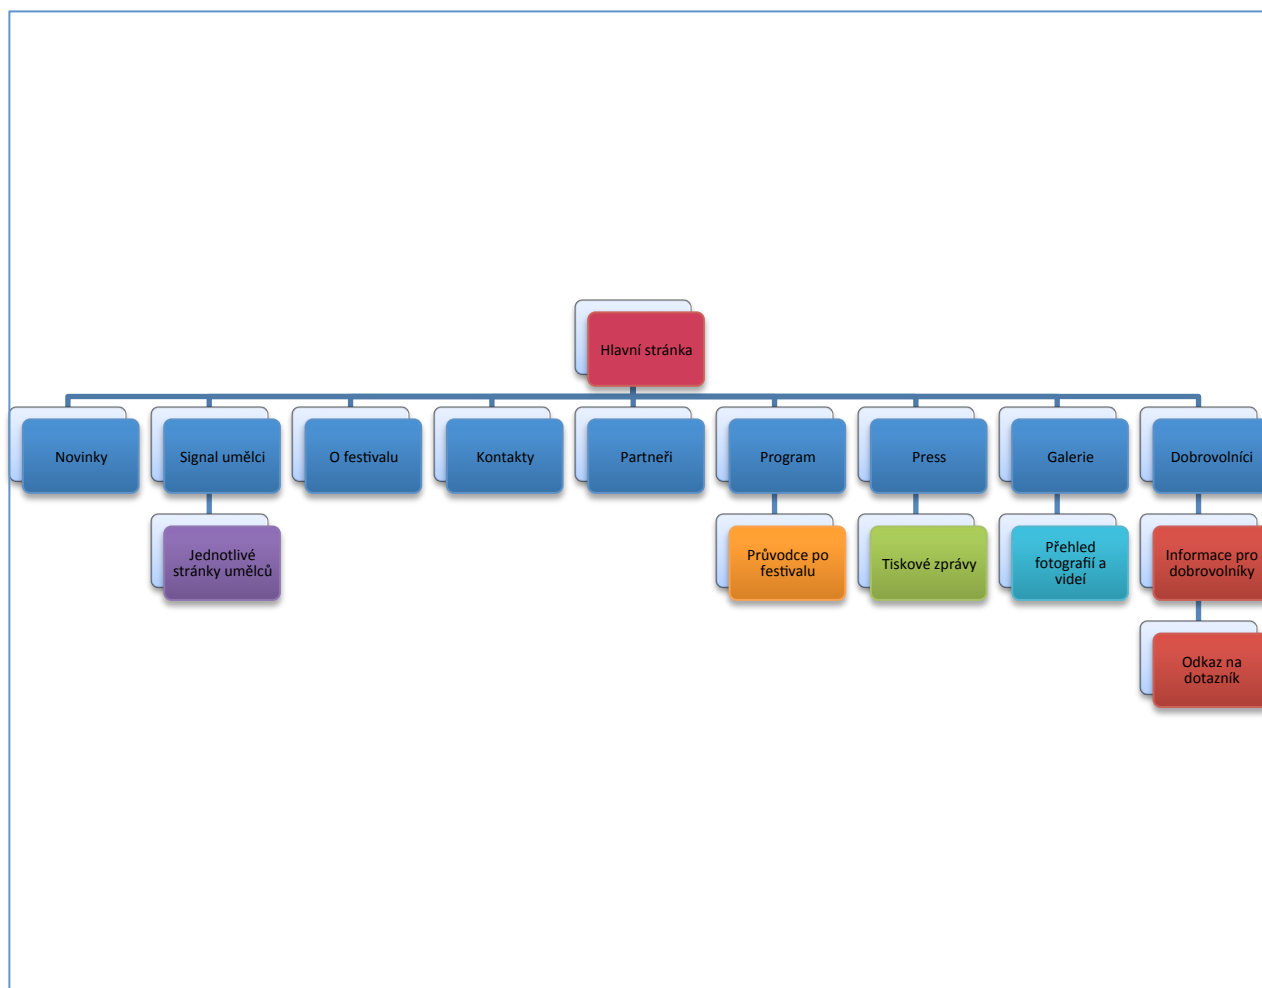 Hlavní stránka
Novinky
Signal umělci
O festivalu
Kontakty
Partneři
Program
Press
Galerie
Dobrovolníci
Jednotlivé
stránky umělců
Průvodce po
festivalu
Tiskové zprávy
Přehled
fotografií a
videí
Informace pro
dobrovolníky
Odkaz na
dotazník